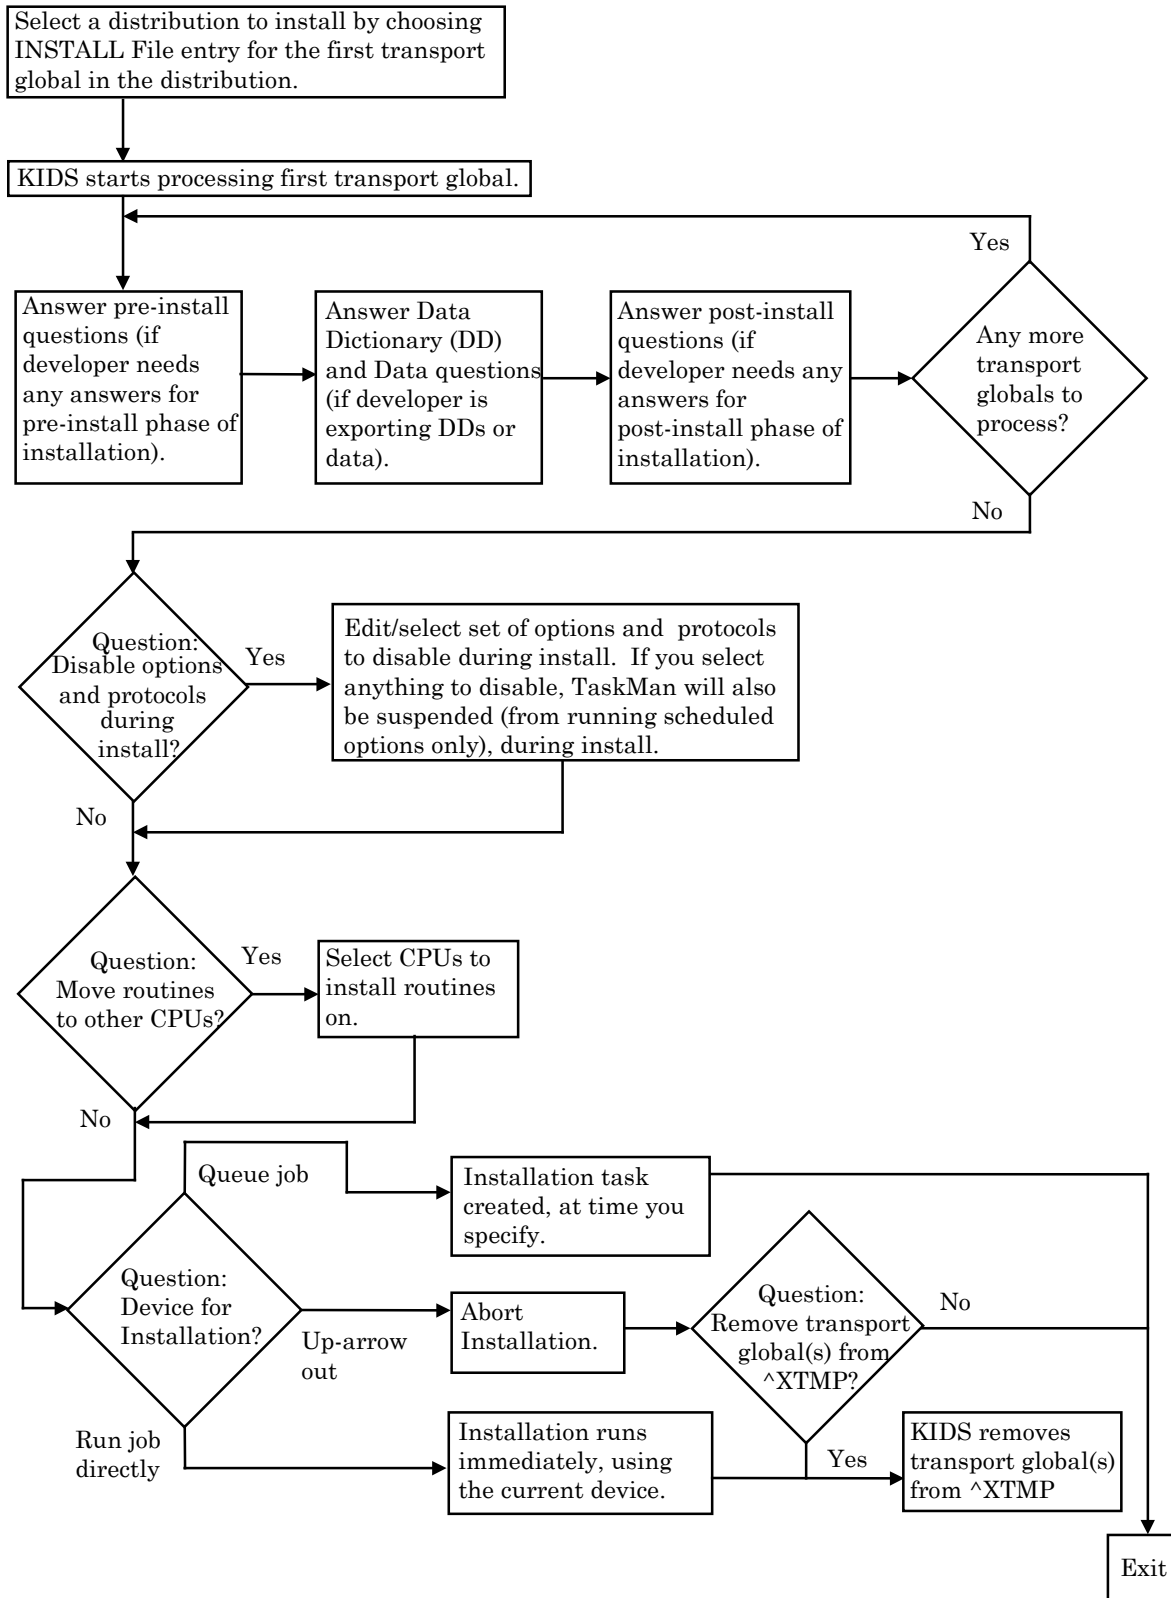 Select a distribution to install by choosing
INSTALL File entry for the first transport
global in the distribution.
KIDS starts processing first transport global.
Yes
Answer pre-install
questions (if
developer needs
any answers for
pre-install phase of
installation).
Answer Data
Dictionary (DD)
and Data questions
(if developer is
exporting DDs or
data).
Answer post-install
questions (if
developer needs any
answers for
post-install phase of
installation).
Any more
transport
globals to
process?
No
Question:
Disable options
and protocols
during
install?
Yes
Edit/select set of options and  protocols
to disable during install.  If you select
anything to disable, TaskMan will also
be suspended (from running scheduled
options only), during install.
No
Question:
Move routines
to other CPUs?
Yes
Select CPUs to
install routines
on.
No
Queue job
Installation task
created, at time you
specify.
Question:
Device for
Installation?
Up-arrow
out
Abort
Installation.
Question:
Remove transport
global(s) from
^XTMP?
No
Run job
directly
Installation runs
immediately, using
the current device.
Yes
KIDS removes
transport global(s)
from ^XTMP
Exit